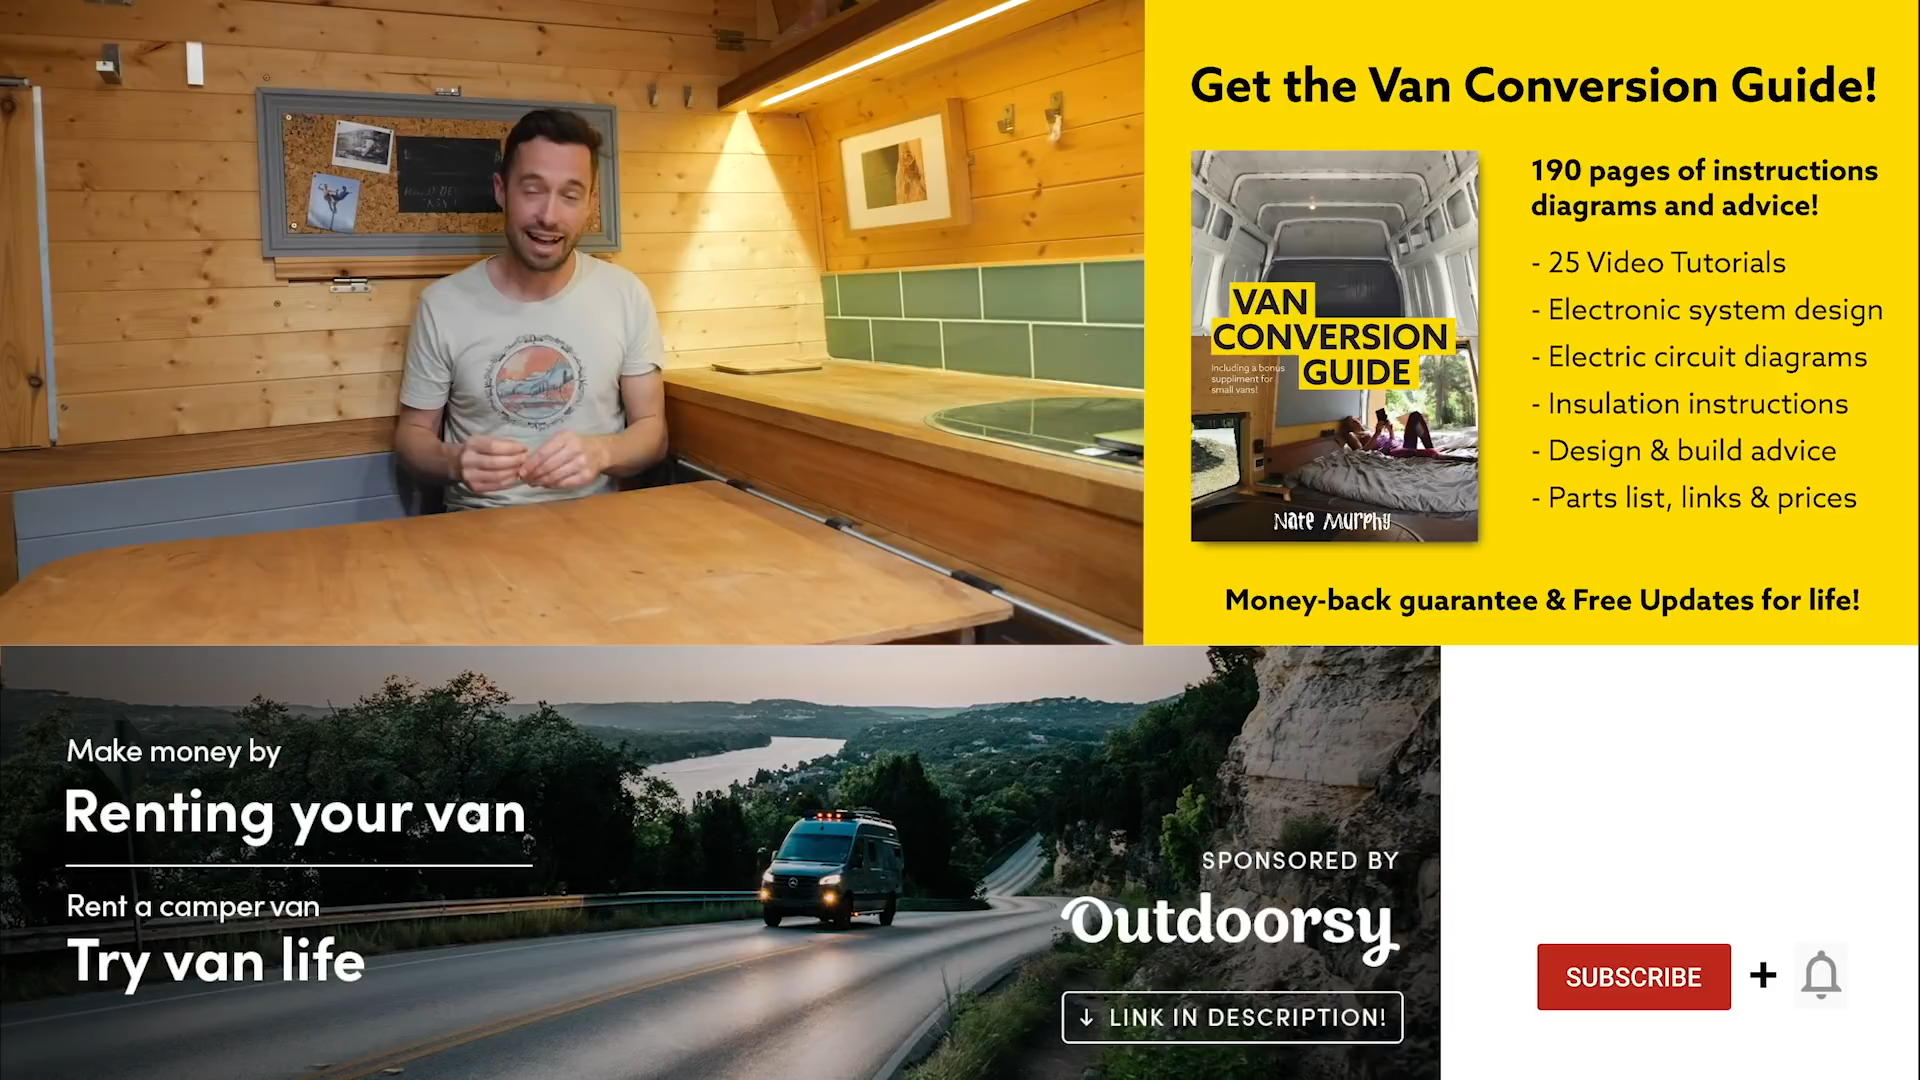 Get the Van Conversion Guide!
VAN
CONVERSION
GUIDE
Including a bonus
suppliment for
small vans!
Nate Murphy
190 pages of instructions
diagrams and advice!
- 25 Video Tutorials
- Electronic system design
- Electric circuit diagrams
- Insulation instructions
- Design & build advice
- Parts list, links & prices
Money-back guarantee & Free Updates for life!
Make money by
Renting your van
Rent a camper van
Try van life
SPONSORED BY
Outdoorsy
↓ LINK IN DESCRIPTION!
SUBSCRIBE +